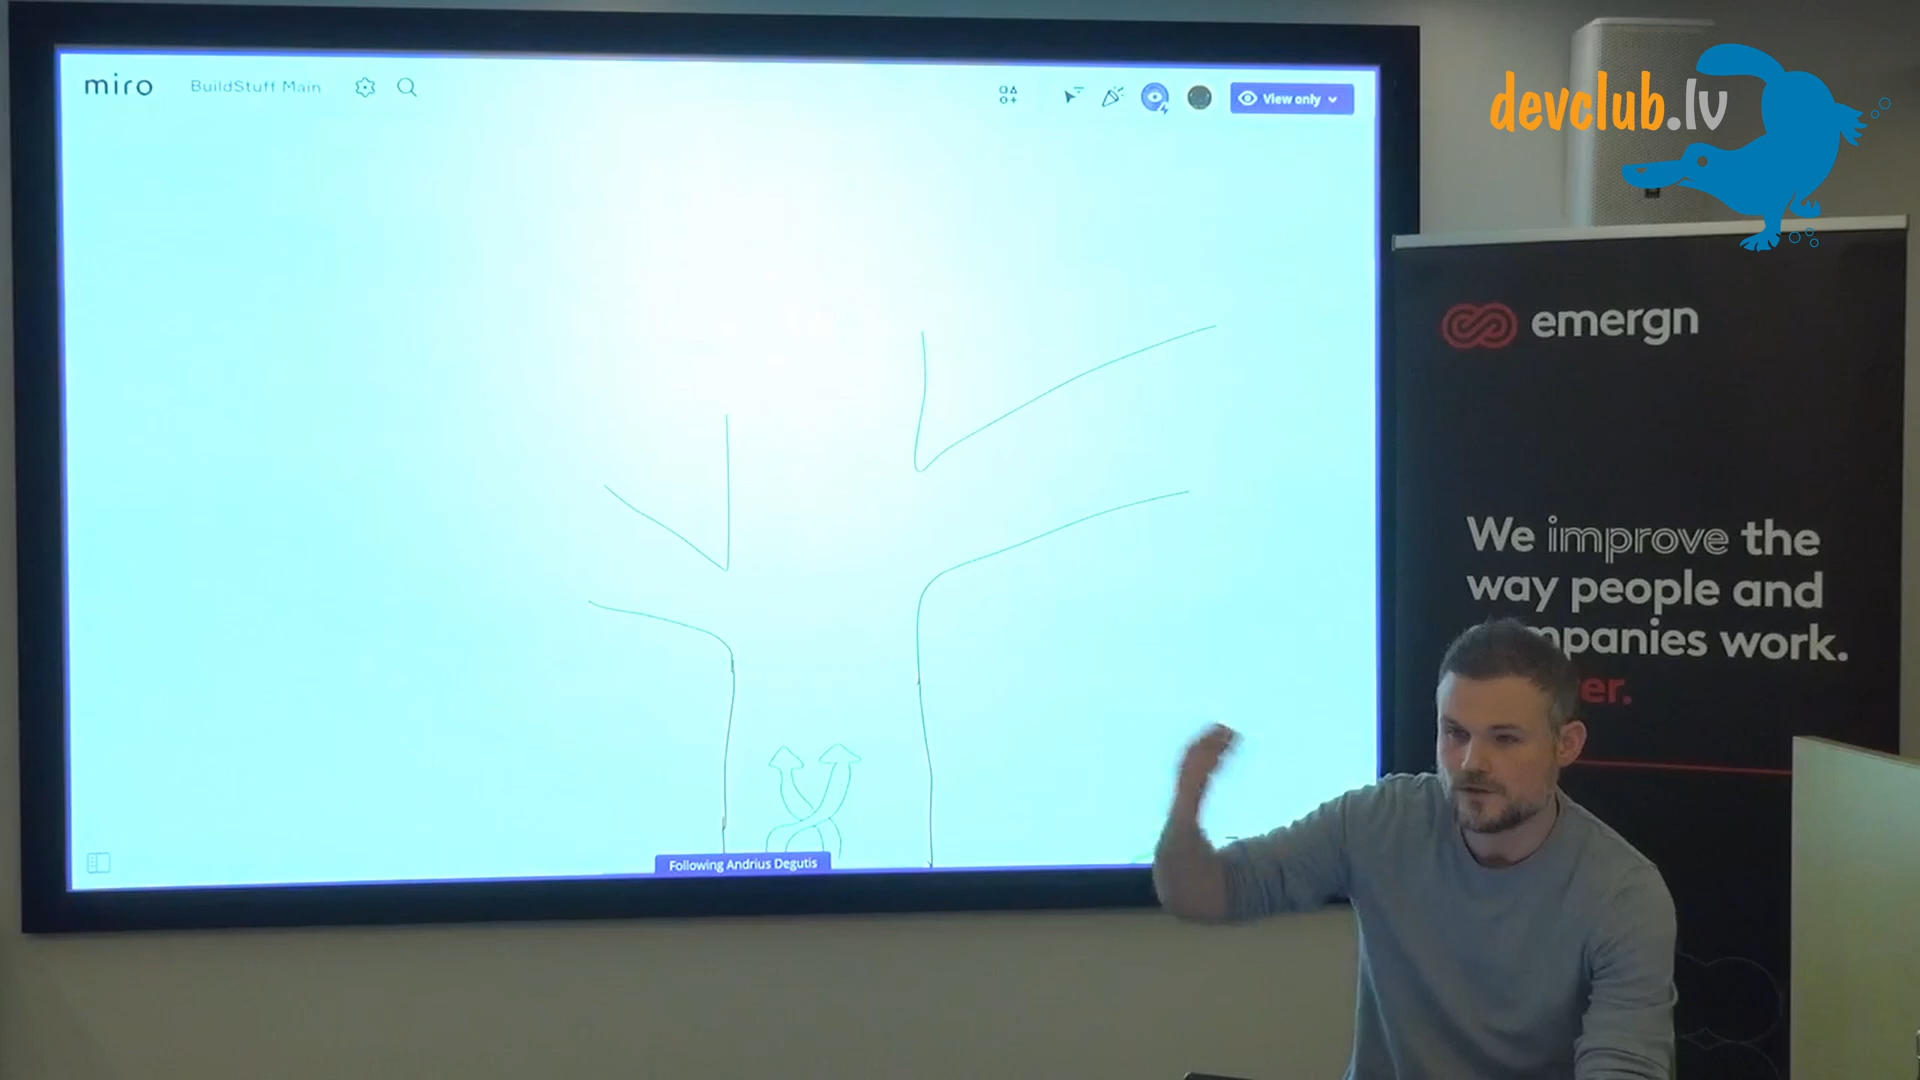 miro
BuildStuff Main
View only
devclub.lv
emergn
We improve the
way people and
mpanies work.
er.
Following Andrius Degutis